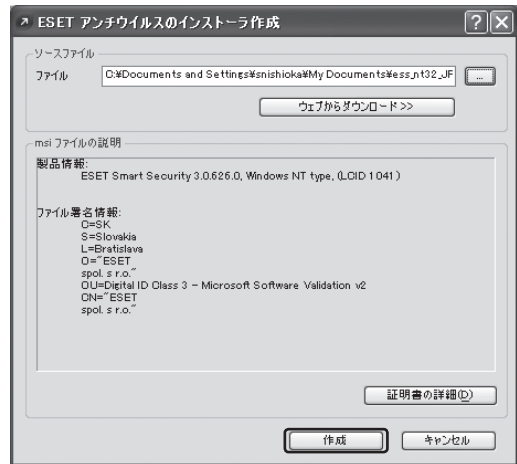 ESET アンチウイルスのインストーラ作成
ソースファイル
ファイル
C:¥Documents and Settings¥snishioka¥My Documents¥ess_nt32_JF
...
ウェブからダウンロード >>
msi ファイルの説明
製品情報:
ESET Smart Security 3.0.626.0, Windows NT type, (LCID 1041)
ファイル署名情報:
C=SK
S=Slovakia
L=Bratislava
O="ESET
spol. s r.o."
OU=Digital ID Class 3 - Microsoft Software Validation v2
CN="ESET
spol. s r.o."
証明書の詳細(D)
作成
キャンセル